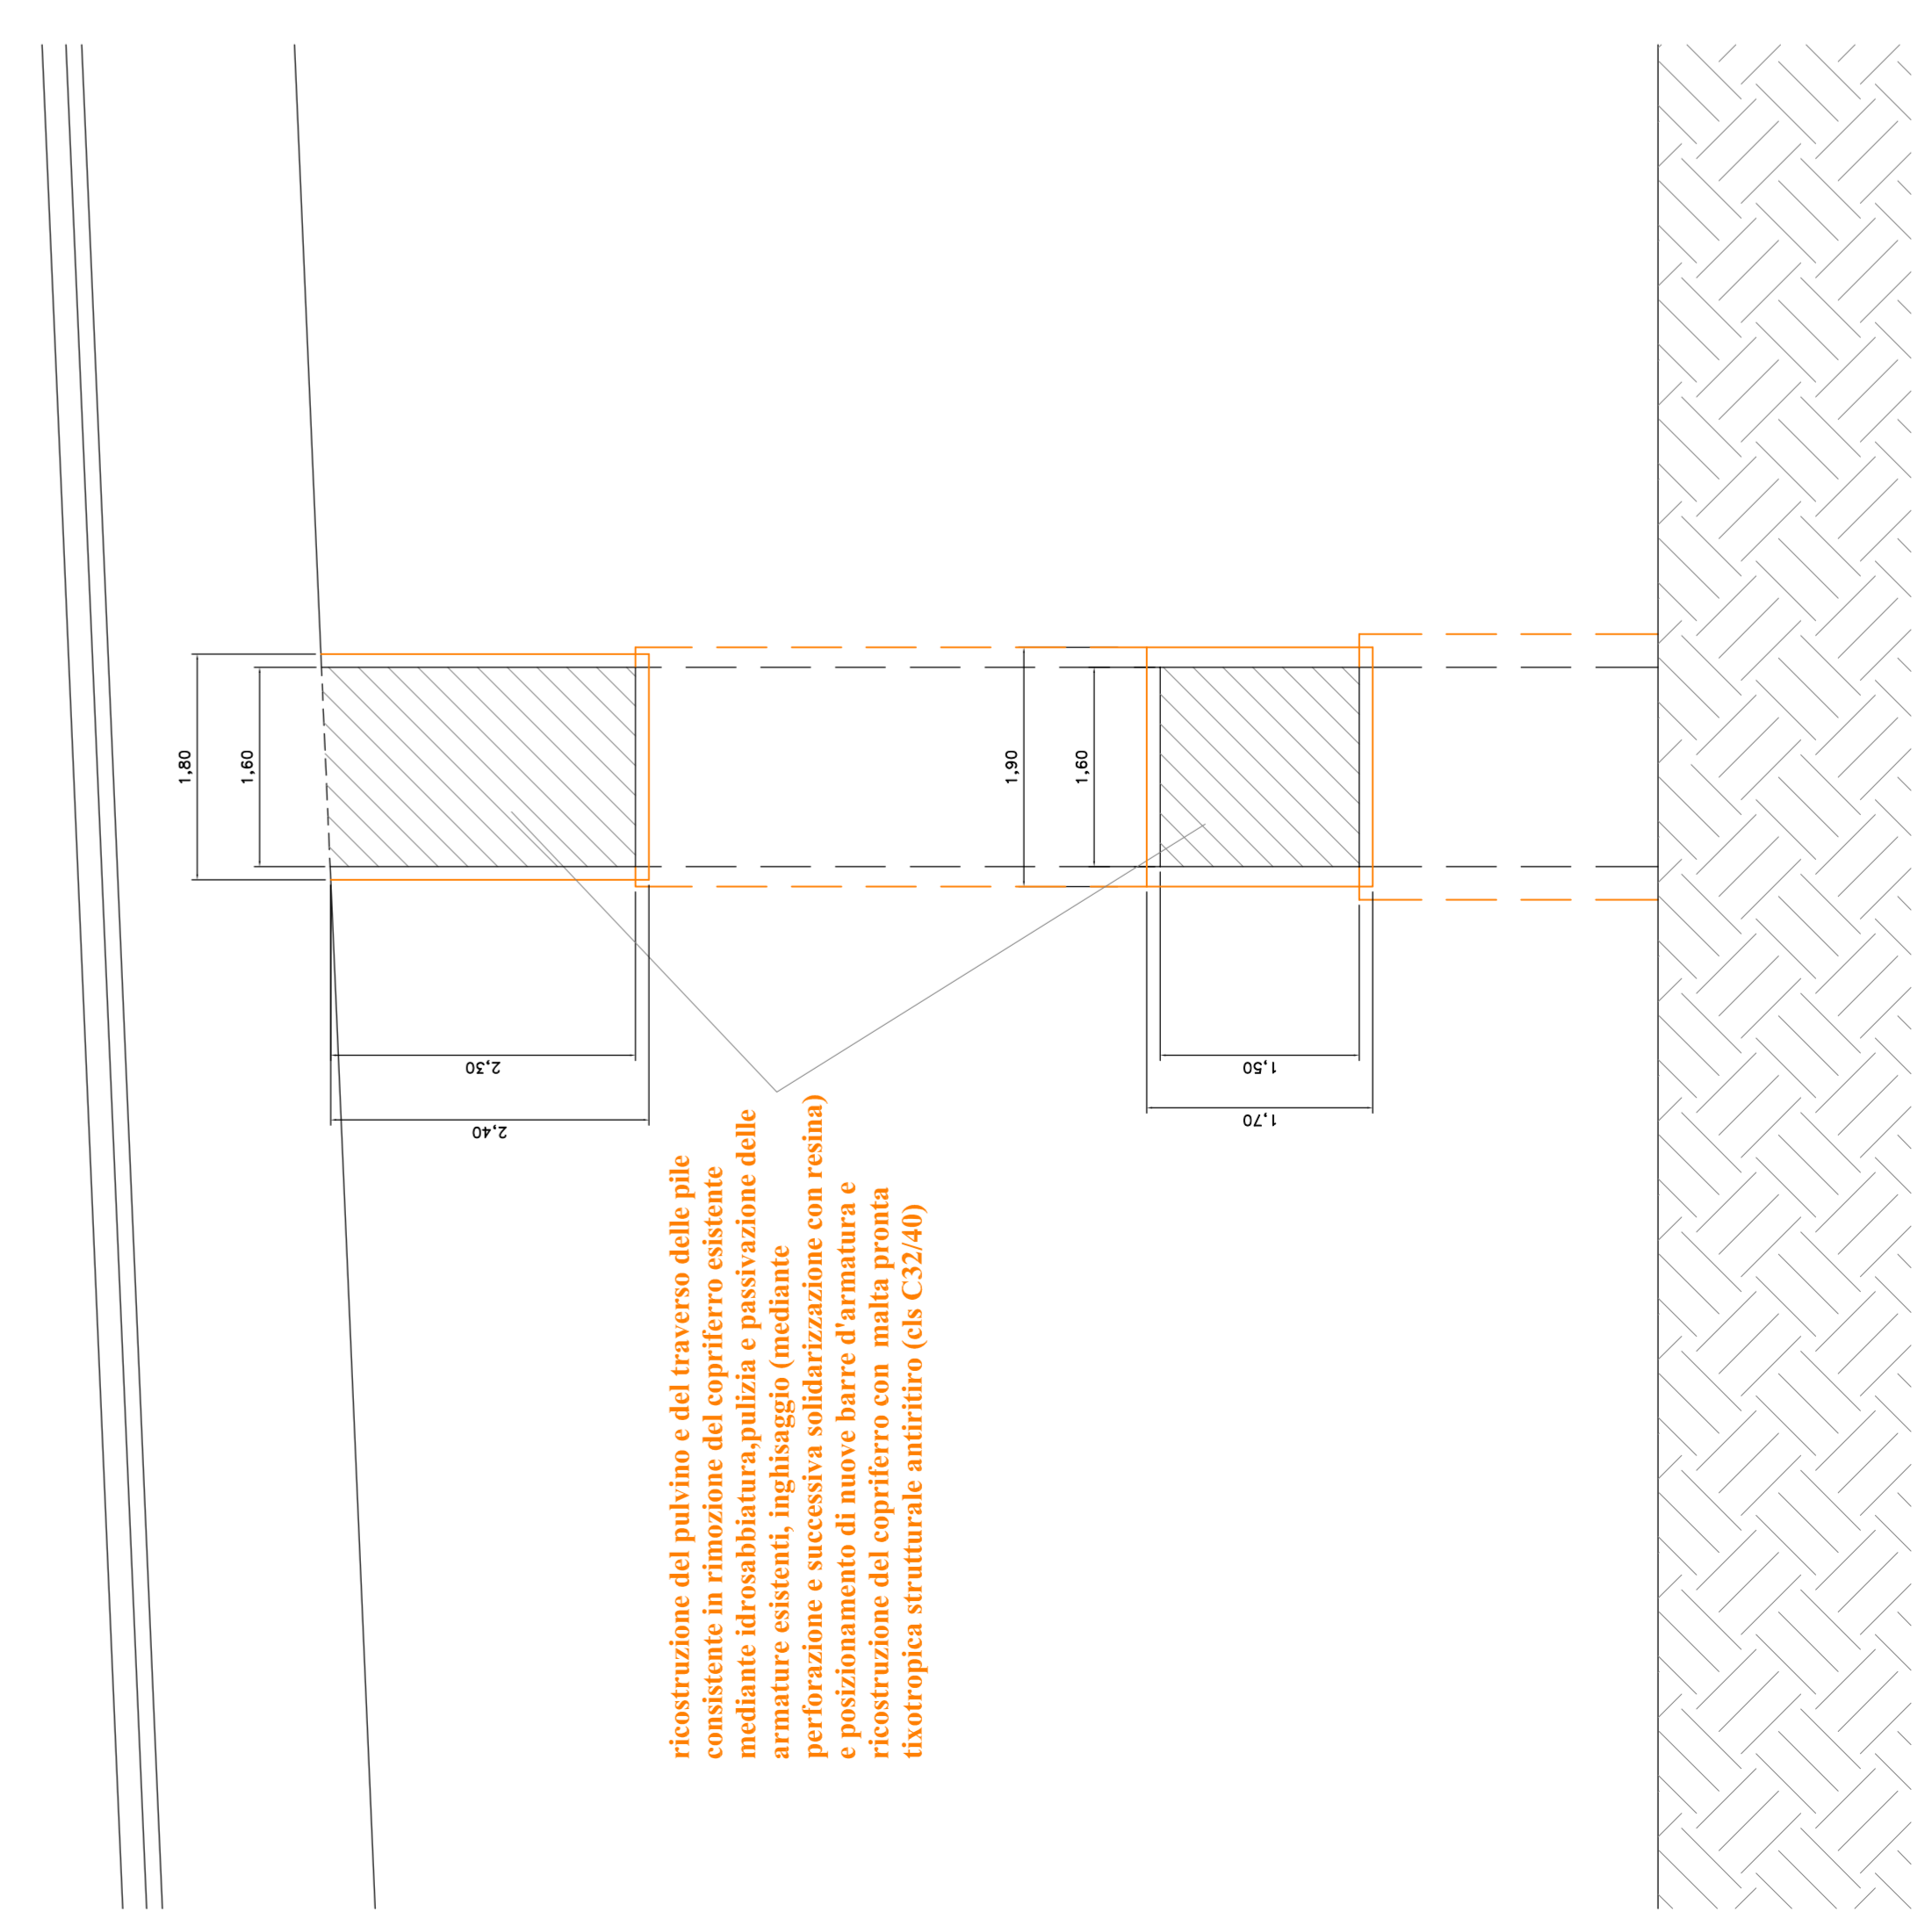 1,80
1,60
1,90
1,60
2,30
2,40
1,50
1,70
ricostruzione del pulvino e del traverso delle pile
consistente in rimozione del copriferro esistente
mediante idrosabbiatura,pulizia e passivazione delle
armature esistenti, inghisaggio (mediante
perforazione e successiva solidarizzazione con resina)
e posizionamento di nuove barre d'armatura e
ricostruzione del copriferro con  malta pronta
tixotropica strutturale antiritiro (cls C32/40)